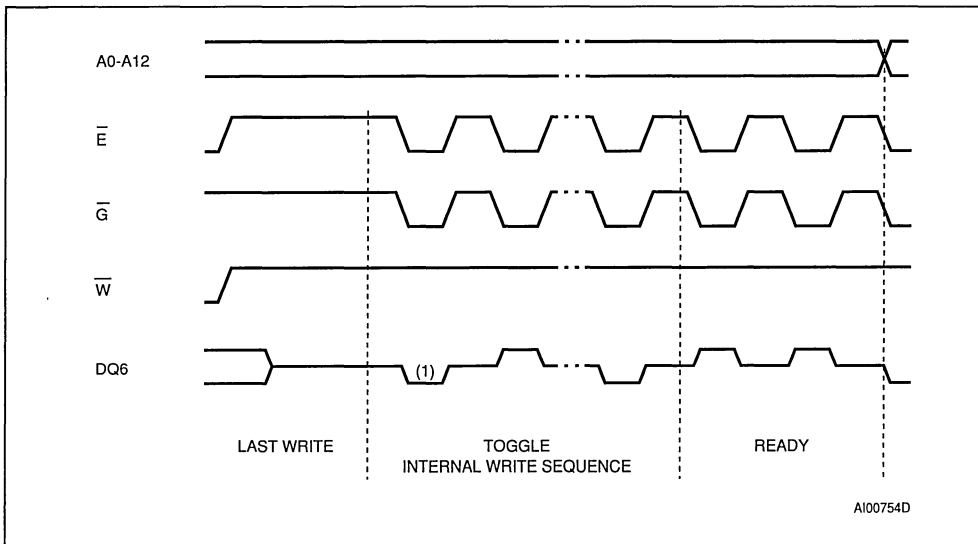 A0-A12
E
G
W
DQ6
(1)
LAST WRITE
TOGGLE
READY
INTERNAL WRITE SEQUENCE
AI00754D